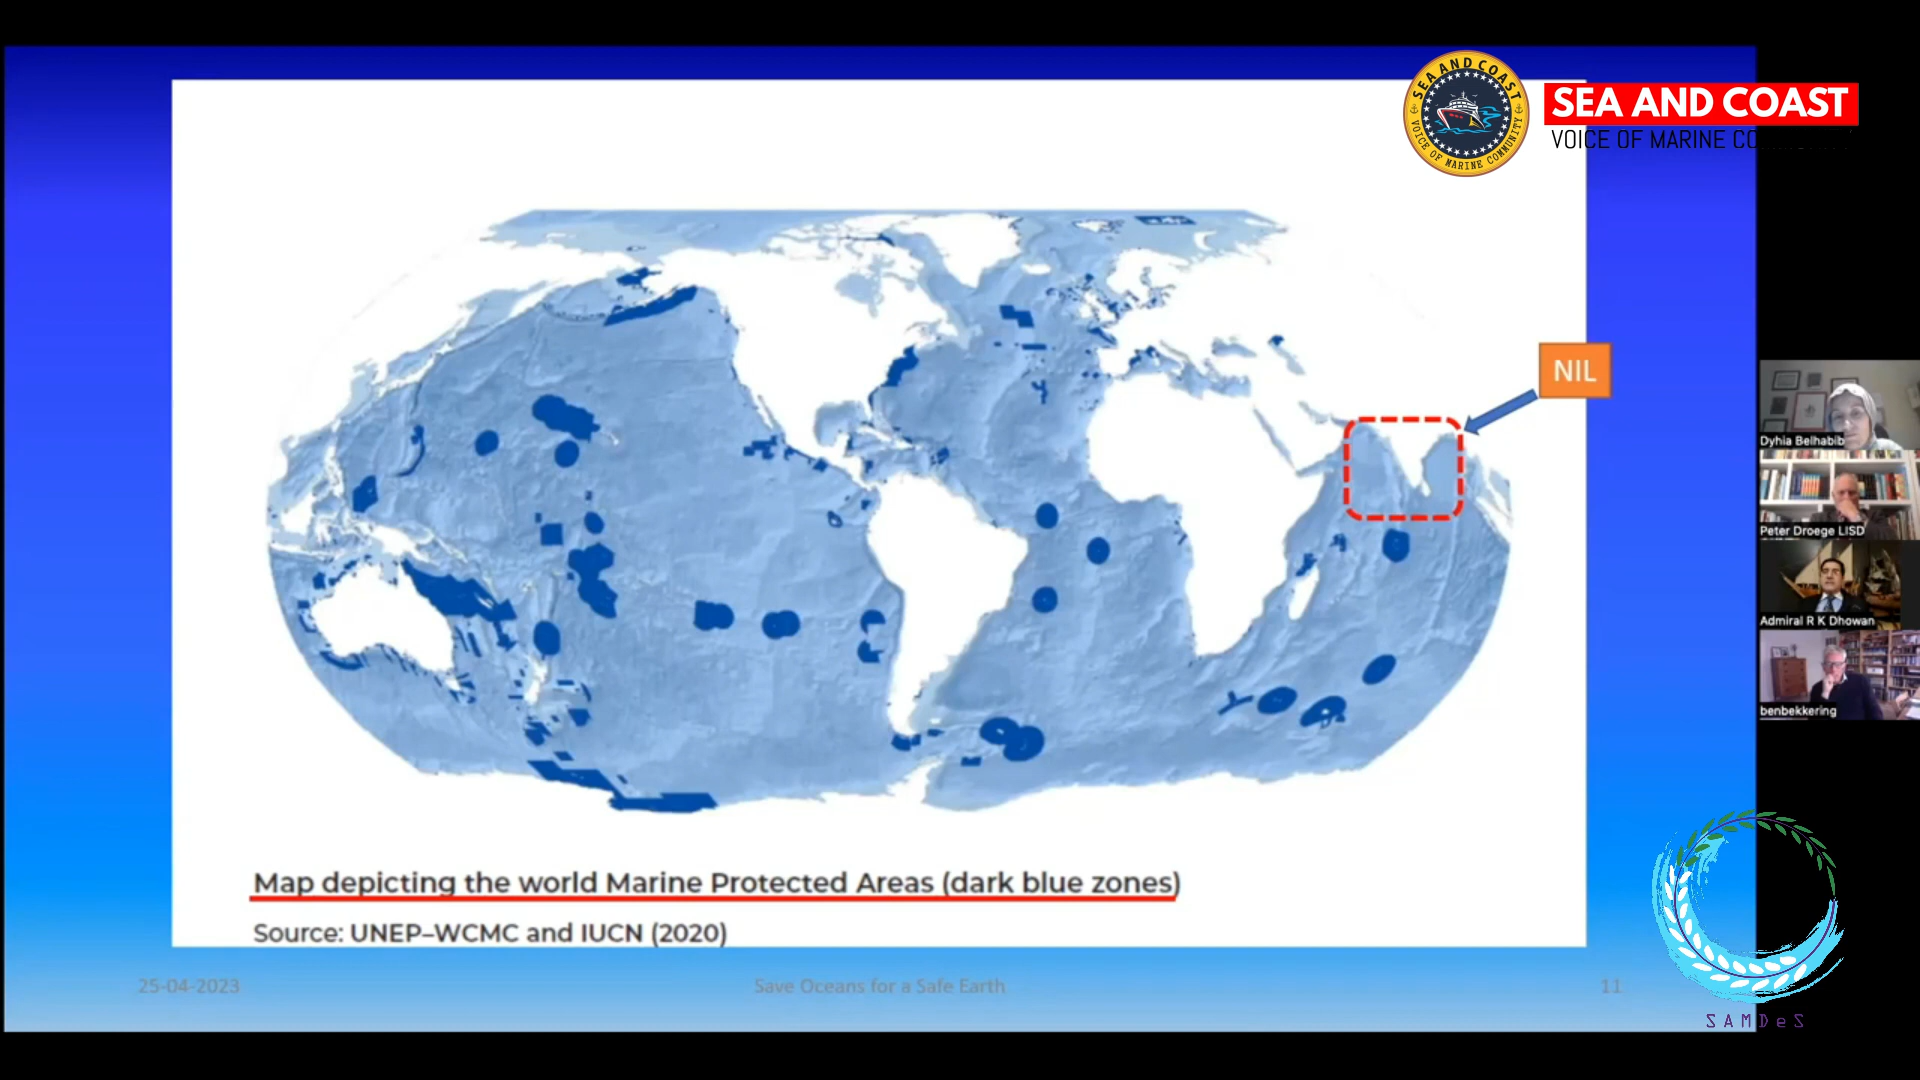 SEA AND COAST
VOICE OF MARINE COMMUNITY
SEA AND COAST
VOICE OF MARINE
NIL
Dyhia Belhabib
Peter Droege LISD
Admiral R K Dhowan
benbekkering
Map depicting the world Marine Protected Areas (dark blue zones)
Source: UNEP–WCMC and IUCN (2020)
25-04-2023
Save Oceans for a Safe Earth
11
SAMDeS